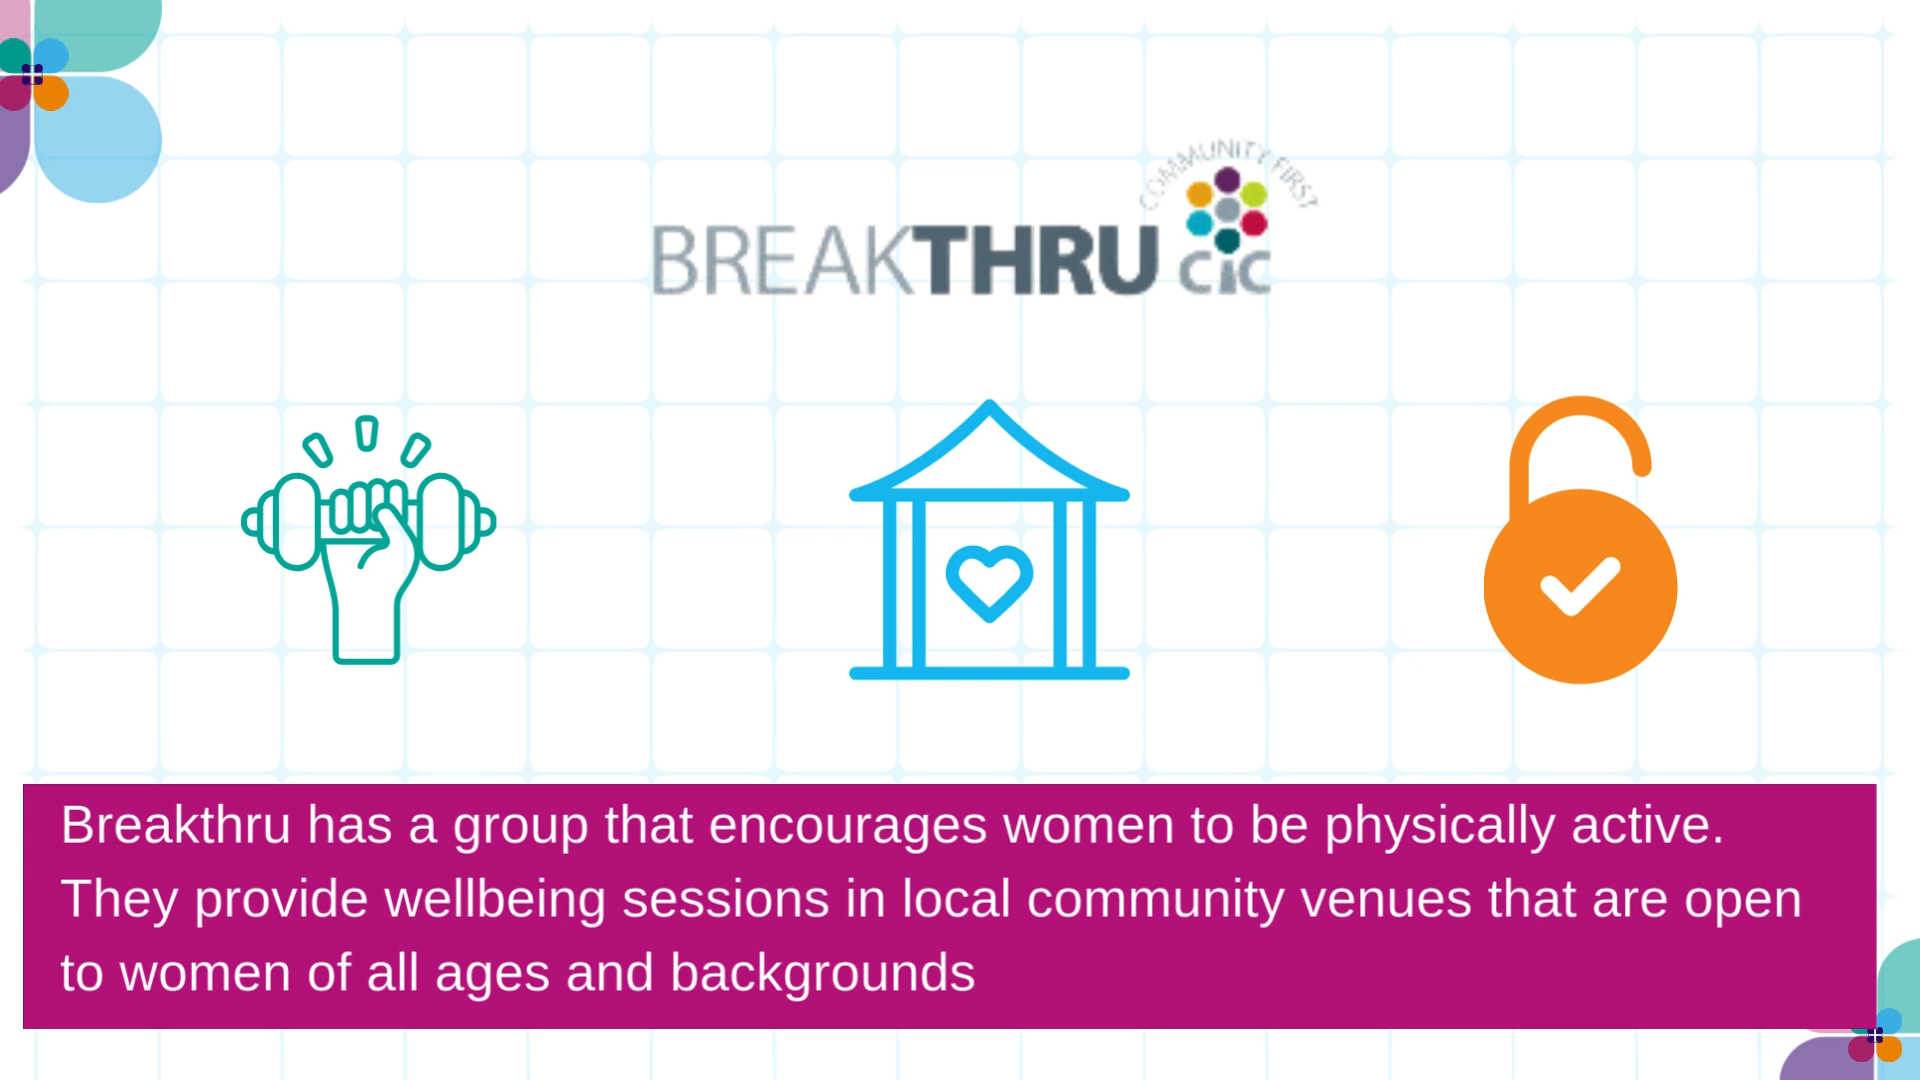 COMMUNITY FIRST
BREAKTHRU CIC
Breakthru has a group that encourages women to be physically active.
They provide wellbeing sessions in local community venues that are open
to women of all ages and backgrounds